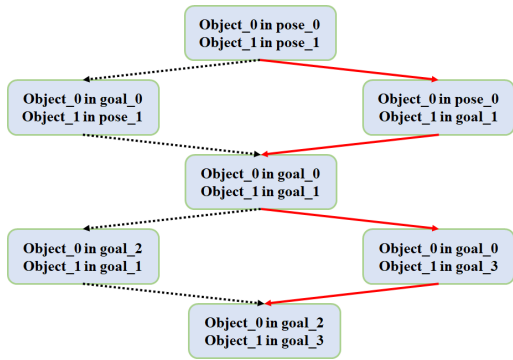 Object_0 in pose_0
Object_1 in pose_1
Object_0 in goal_0
Object_1 in pose_1
Object_0 in pose_0
Object_1 in goal_1
Object_0 in goal_0
Object_1 in goal_1
Object_0 in goal_2
Object_1 in goal_1
Object_0 in goal_0
Object_1 in goal_3
Object_0 in goal_2
Object_1 in goal_3